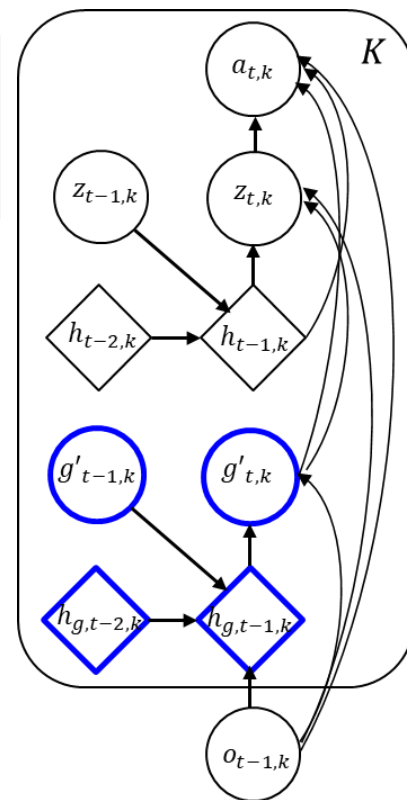 K
a_{t,k}
z_{t-1,k}
z_{t,k}
h_{t-2,k}
h_{t-1,k}
g'_{t-1,k}
g'_{t,k}
h_{g,t-2,k}
h_{g,t-1,k}
o_{t-1,k}